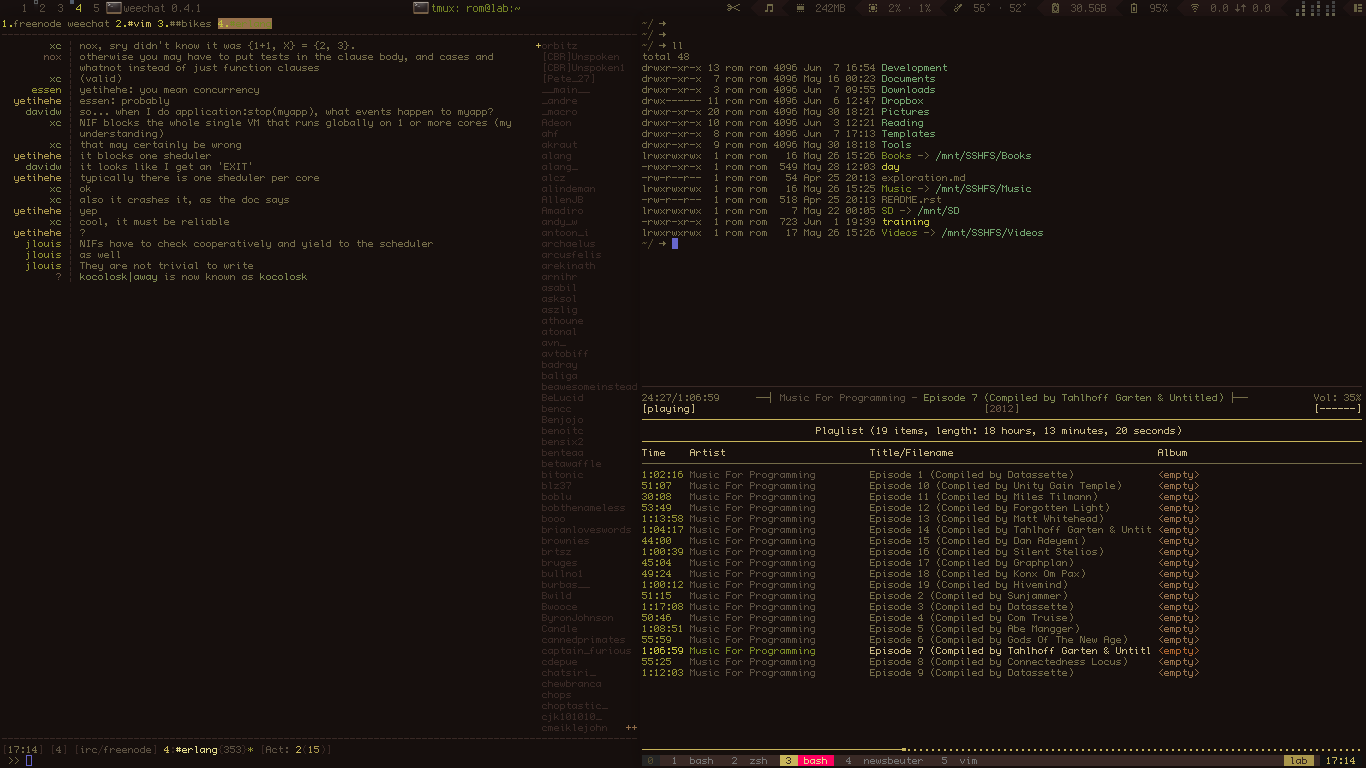 1 2 3 4 5 weechat 0.4.1
tmux: rom@lab:~
242MB 2% · 1% 56° · 52° 30.5GB 95% 0.0 ↓↑ 0.0
1.freenode weechat 2.#vim 3.##bikes 4.
xc | nox, sry didn't know it was {1+1, X} = {2, 3}.
nox | otherwise you may have to put tests in the clause body, and cases and
whatnot instead of just function clauses
xc | (valid)
essen | yetihehe: you mean concurrency
yetihehe | essen: probably
davidw | so... when I do application:stop(myapp), what events happen to myapp?
xc | NIF blocks the whole single VM that runs globally on 1 or more cores (my
understanding)
xc | that may certainly be wrong
yetihehe | it blocks one sheduler
davidw | it looks like I get an 'EXIT'
yetihehe | typically there is one sheduler per core
xc | ok
xc | also it crashes it, as the doc says
yetihehe | yep
xc | cool, it must be reliable
yetihehe | ?
jlouis | NIFs have to check cooperatively and yield to the scheduler
jlouis | as well
jlouis | They are not trivial to write
? | kocolosk|away is now known as kocolosk
+orbitz
[CBR]Unspoken
[CBR]Unspoken1
[Pete_27]
__main__
_andre
_macro
Adeon
ahf
akraut
alang
alang_
alcz
alindeman
AllenJB
Amadiro
andy_w
antoon_i
archaelus
arcusfelis
arekinath
arnihr
asabil
asksol
aszlig
athoune
atonal
avn_
avtobiff
badray
baliga
beawesomeinstead
BeLucid
bencc
Benjojo
benoitc
bensix2
benteaa
betawaffle
bitonic
blz37
boblu
bobthenameless
booo
brianloveswords
brownies
brtsz
bruges
bullno1
burbas__
Bwild
Bwooce
ByronJohnson
Candle
cannedprimates
captain_furious
cdepue
chatsiri_
chewbranca
chops
choptastic_
cjk101010_
cmeiklejohn ++
[17:14] [4] [irc/freenode] 4:#erlang(353)* [Act: 2(15)]
>>
~/ →
~/ →
~/ → ll
total 48
drwxr-xr-x 13 rom rom 4096 Jun 7 16:54 Development
drwxr-xr-x 7 rom rom 4096 May 16 00:23 Documents
drwxr-xr-x 3 rom rom 4096 Jun 7 09:55 Downloads
drwx------ 11 rom rom 4096 Jun 6 12:47 Dropbox
drwxr-xr-x 20 rom rom 4096 May 30 18:21 Pictures
drwxr-xr-x 10 rom rom 4096 Jun 3 12:21 Reading
drwxr-xr-x 8 rom rom 4096 Jun 7 17:13 Templates
drwxr-xr-x 9 rom rom 4096 May 30 18:18 Tools
lrwxrwxrwx 1 rom rom 16 May 26 15:26 Books -> /mnt/SSHFS/Books
-rwxr-xr-x 1 rom rom 549 May 28 12:03 day
-rw-r--r-- 1 rom rom 54 Apr 25 20:13 exploration.md
lrwxrwxrwx 1 rom rom 16 May 26 15:25 Music -> /mnt/SSHFS/Music
-rw-r--r-- 1 rom rom 518 Apr 25 20:13 README.rst
lrwxrwxrwx 1 rom rom 7 May 22 00:05 SD -> /mnt/SD
-rwxr-xr-x 1 rom rom 723 Jun 1 19:39 training
lrwxrwxrwx 1 rom rom 17 May 26 15:26 Videos -> /mnt/SSHFS/Videos
~/ →
24:27/1:06:59 ──┤ Music For Programming - Episode 7 (Compiled by Tahlhoff Garten & Untitled) ├── Vol: 35%
[playing] [2012] [------]
Playlist (19 items, length: 18 hours, 13 minutes, 20 seconds)
Time Artist Title/Filename Album
1:02:16 Music For Programming Episode 1 (Compiled by Datassette) <empty>
51:07 Music For Programming Episode 10 (Complied by Unity Gain Temple) <empty>
30:08 Music For Programming Episode 11 (Compiled by Miles Tilmann) <empty>
53:49 Music For Programming Episode 12 (Compiled by Forgotten Light) <empty>
1:13:58 Music For Programming Episode 13 (Compiled by Matt Whitehead) <empty>
1:04:17 Music For Programming Episode 14 (Compiled by Tahlhoff Garten & Untit <empty>
44:00 Music For Programming Episode 15 (Compiled by Dan Adeyemi) <empty>
1:00:39 Music For Programming Episode 16 (Compiled by Silent Stelios) <empty>
45:04 Music For Programming Episode 17 (Compiled by Graphplan) <empty>
49:24 Music For Programming Episode 18 (Compiled by Konx Om Pax) <empty>
1:00:12 Music For Programming Episode 19 (Compiled by Hivemind) <empty>
51:15 Music For Programming Episode 2 (Compiled by Sunjammer) <empty>
1:17:08 Music For Programming Episode 3 (Compiled by Datassette) <empty>
50:46 Music For Programming Episode 4 (Compiled by Com Truise) <empty>
1:08:51 Music For Programming Episode 5 (Compiled by Abe Mangger) <empty>
55:59 Music For Programming Episode 6 (Compiled by Gods Of The New Age) <empty>
1:06:59 Music For Programming Episode 7 (Compiled by Tahlhoff Garten & Untitl <empty>
55:25 Music For Programming Episode 8 (Compiled by Connectedness Locus) <empty>
1:12:03 Music For Programming Episode 9 (Compiled by Datassette) <empty>
0 1 bash 2 zsh 3 bash 4 newsbeuter 5 vim lab 17:14